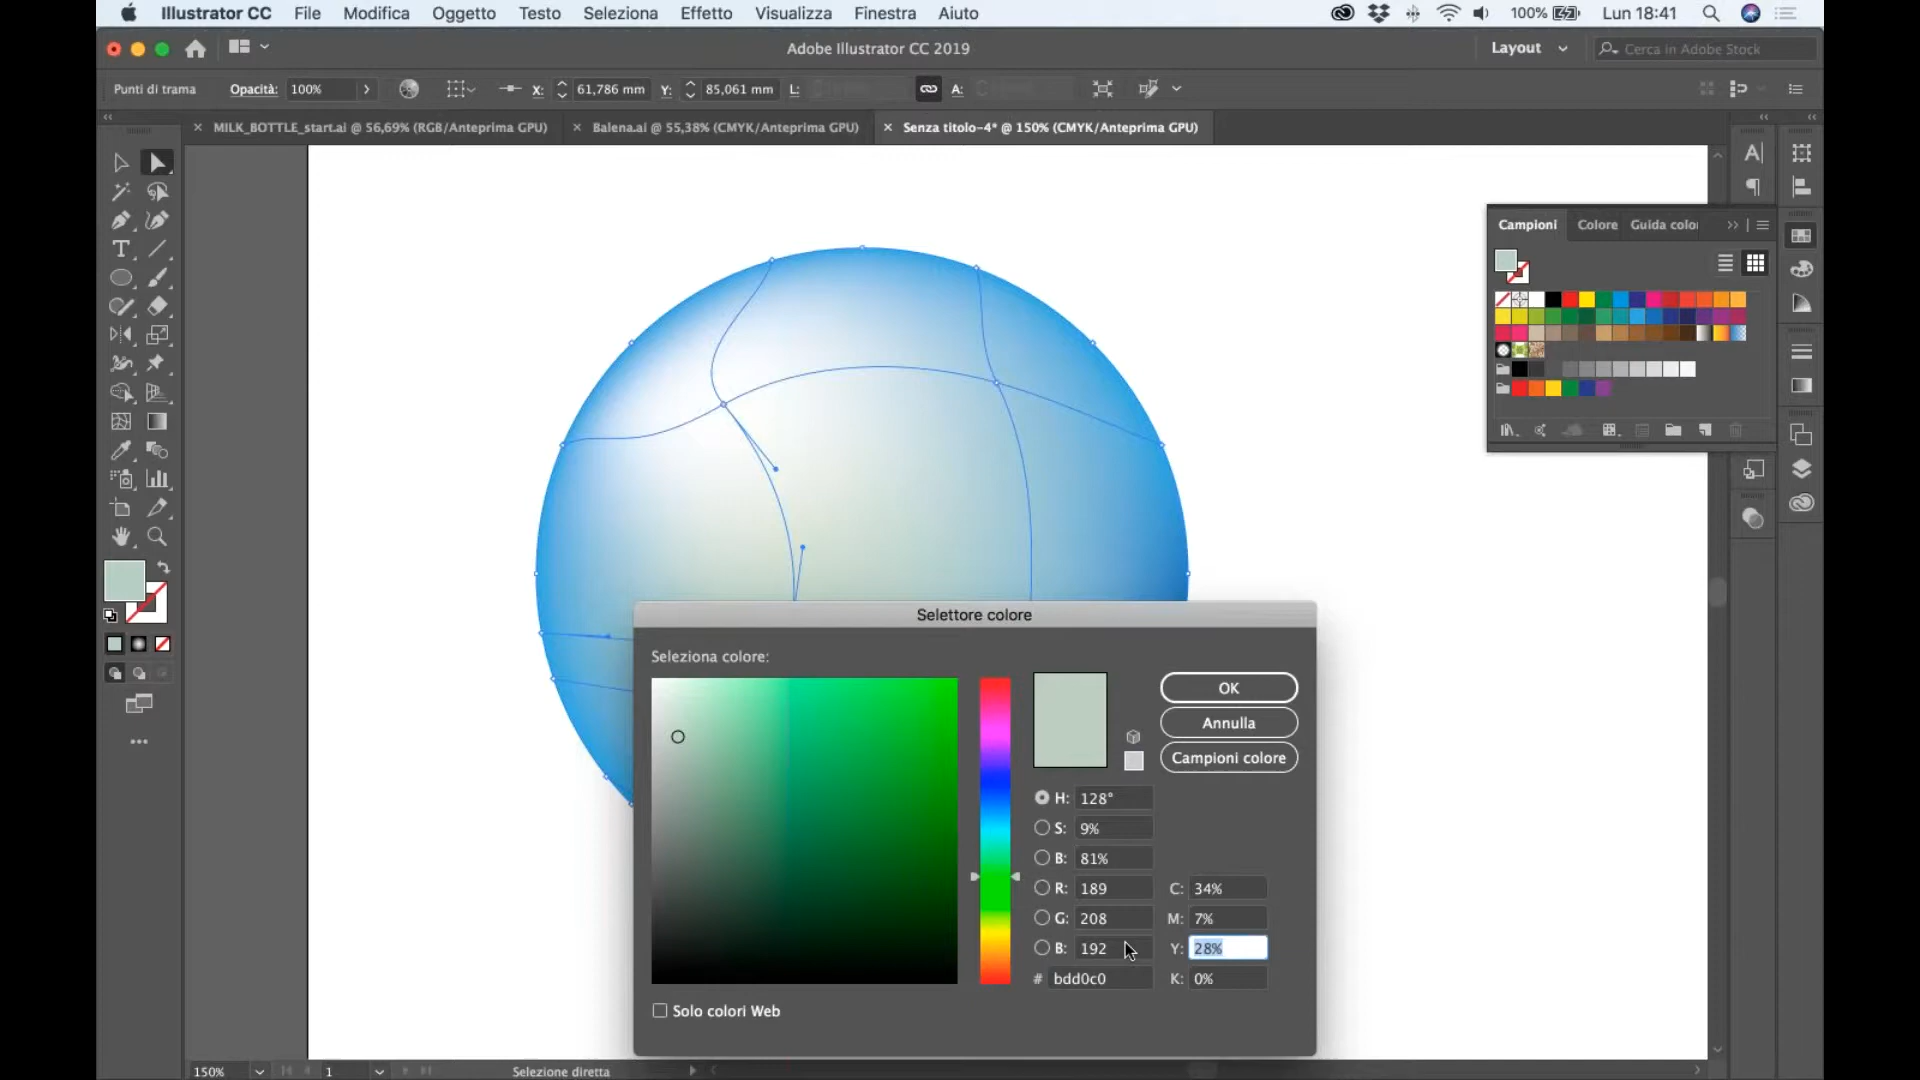 Illustrator CC File Modifica Oggetto Testo Seleziona Effetto Visualizza Finestra Aiuto 100% Lun 18:41
Adobe Illustrator CC 2019 Layout Cerca in Adobe Stock
Punti di trama Opacità: 100% X: 61,786 mm Y: 85,061 mm L: A:
MILK_BOTTLE_start.ai @ 56,69% (RGB/Anteprima GPU) Balena.ai @ 55,38% (CMYK/Anteprima GPU) Senza titolo-4* @ 150% (CMYK/Anteprima GPU)
Campioni Colore Guida colo
Selettore colore
Seleziona colore:
OK
Annulla
Campioni colore
H: 128°
S: 9%
B: 81%
R: 189 C: 34%
G: 208 M: 7%
B: 192 Y: 28%
# bdd0c0 K: 0%
Solo colori Web
150% 1 Selezione diretta